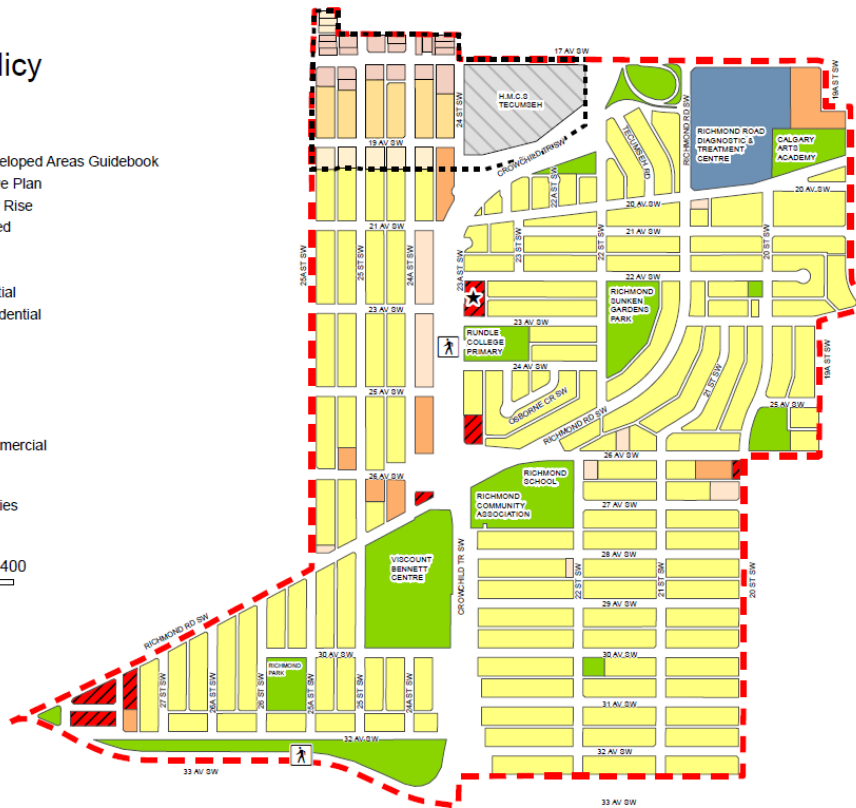 licy
eloped Areas Guidebook
e Plan
Rise
ed
tial
dential
mercial
ies
400
17 AV SW
19A ST SW
H.M.C.S
TECUMSEH
24 ST SW
RICHMOND RD SW
TECUMSEH RD
RICHMOND ROAD
DIAGNOSTIC &
TREATMENT
CENTRE
CALGARY
ARTS
ACADEMY
19 AV SW
CROWCHILD TR SW
22A ST SW
20 AV SW
20 AV SW
21 AV SW
21 AV SW
25A ST SW
25 ST SW
24A ST SW
23 ST SW
22 ST SW
20 ST SW
23A ST SW
22 AV SW
RICHMOND
SUNKEN
GARDENS
PARK
23 AV SW
23 AV SW
RUNDLE
COLLEGE
PRIMARY
24 AV SW
19A ST SW
21 ST SW
25 AV SW
25 AV SW
OSBORNE CR SW
RICHMOND RD SW
26 AV SW
26 AV SW
RICHMOND
SCHOOL
RICHMOND
COMMUNITY
ASSOCIATION
27 AV SW
VISCOUNT
BENNETT
CENTRE
CROWCHILD TR SW
28 AV SW
22 ST SW
21 ST SW
20 ST SW
29 AV SW
RICHMOND RD SW
30 AV SW
30 AV SW
RICHMOND
PARK
27 ST SW
26A ST SW
26 ST SW
25A ST SW
25 ST SW
24A ST SW
31 AV SW
32 AV SW
32 AV SW
33 AV SW
33 AV SW